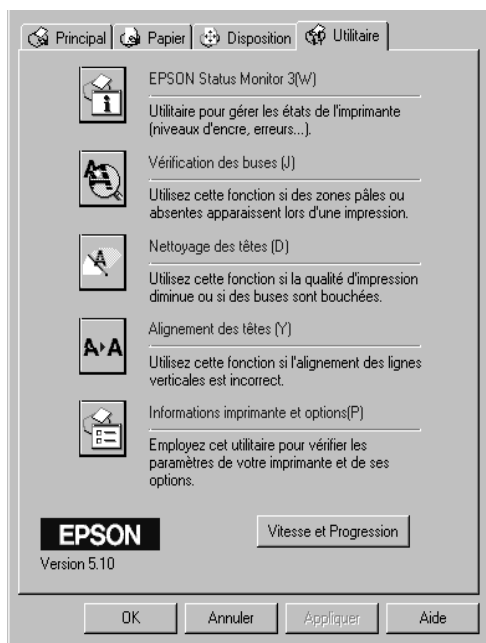 Principal Papier Disposition Utilitaire
EPSON Status Monitor 3(W)
Utilitaire pour gérer les états de l'imprimante
(niveaux d'encre, erreurs...).
Vérification des buses (J)
Utilisez cette fonction si des zones pâles ou
absentes apparaissent lors d'une impression.
Nettoyage des têtes (D)
Utilisez cette fonction si la qualité d'impression
diminue ou si des buses sont bouchées.
Alignement des têtes (Y)
A A
Utilisez cette fonction si l'alignement des lignes
verticales est incorrect.
Informations imprimante et options(P)
Employez cet utilitaire pour vérifier les
paramètres de votre imprimante et de ses
options.
EPSON Vitesse et Progression
Version 5.10
OK Annuler Appliquer Aide